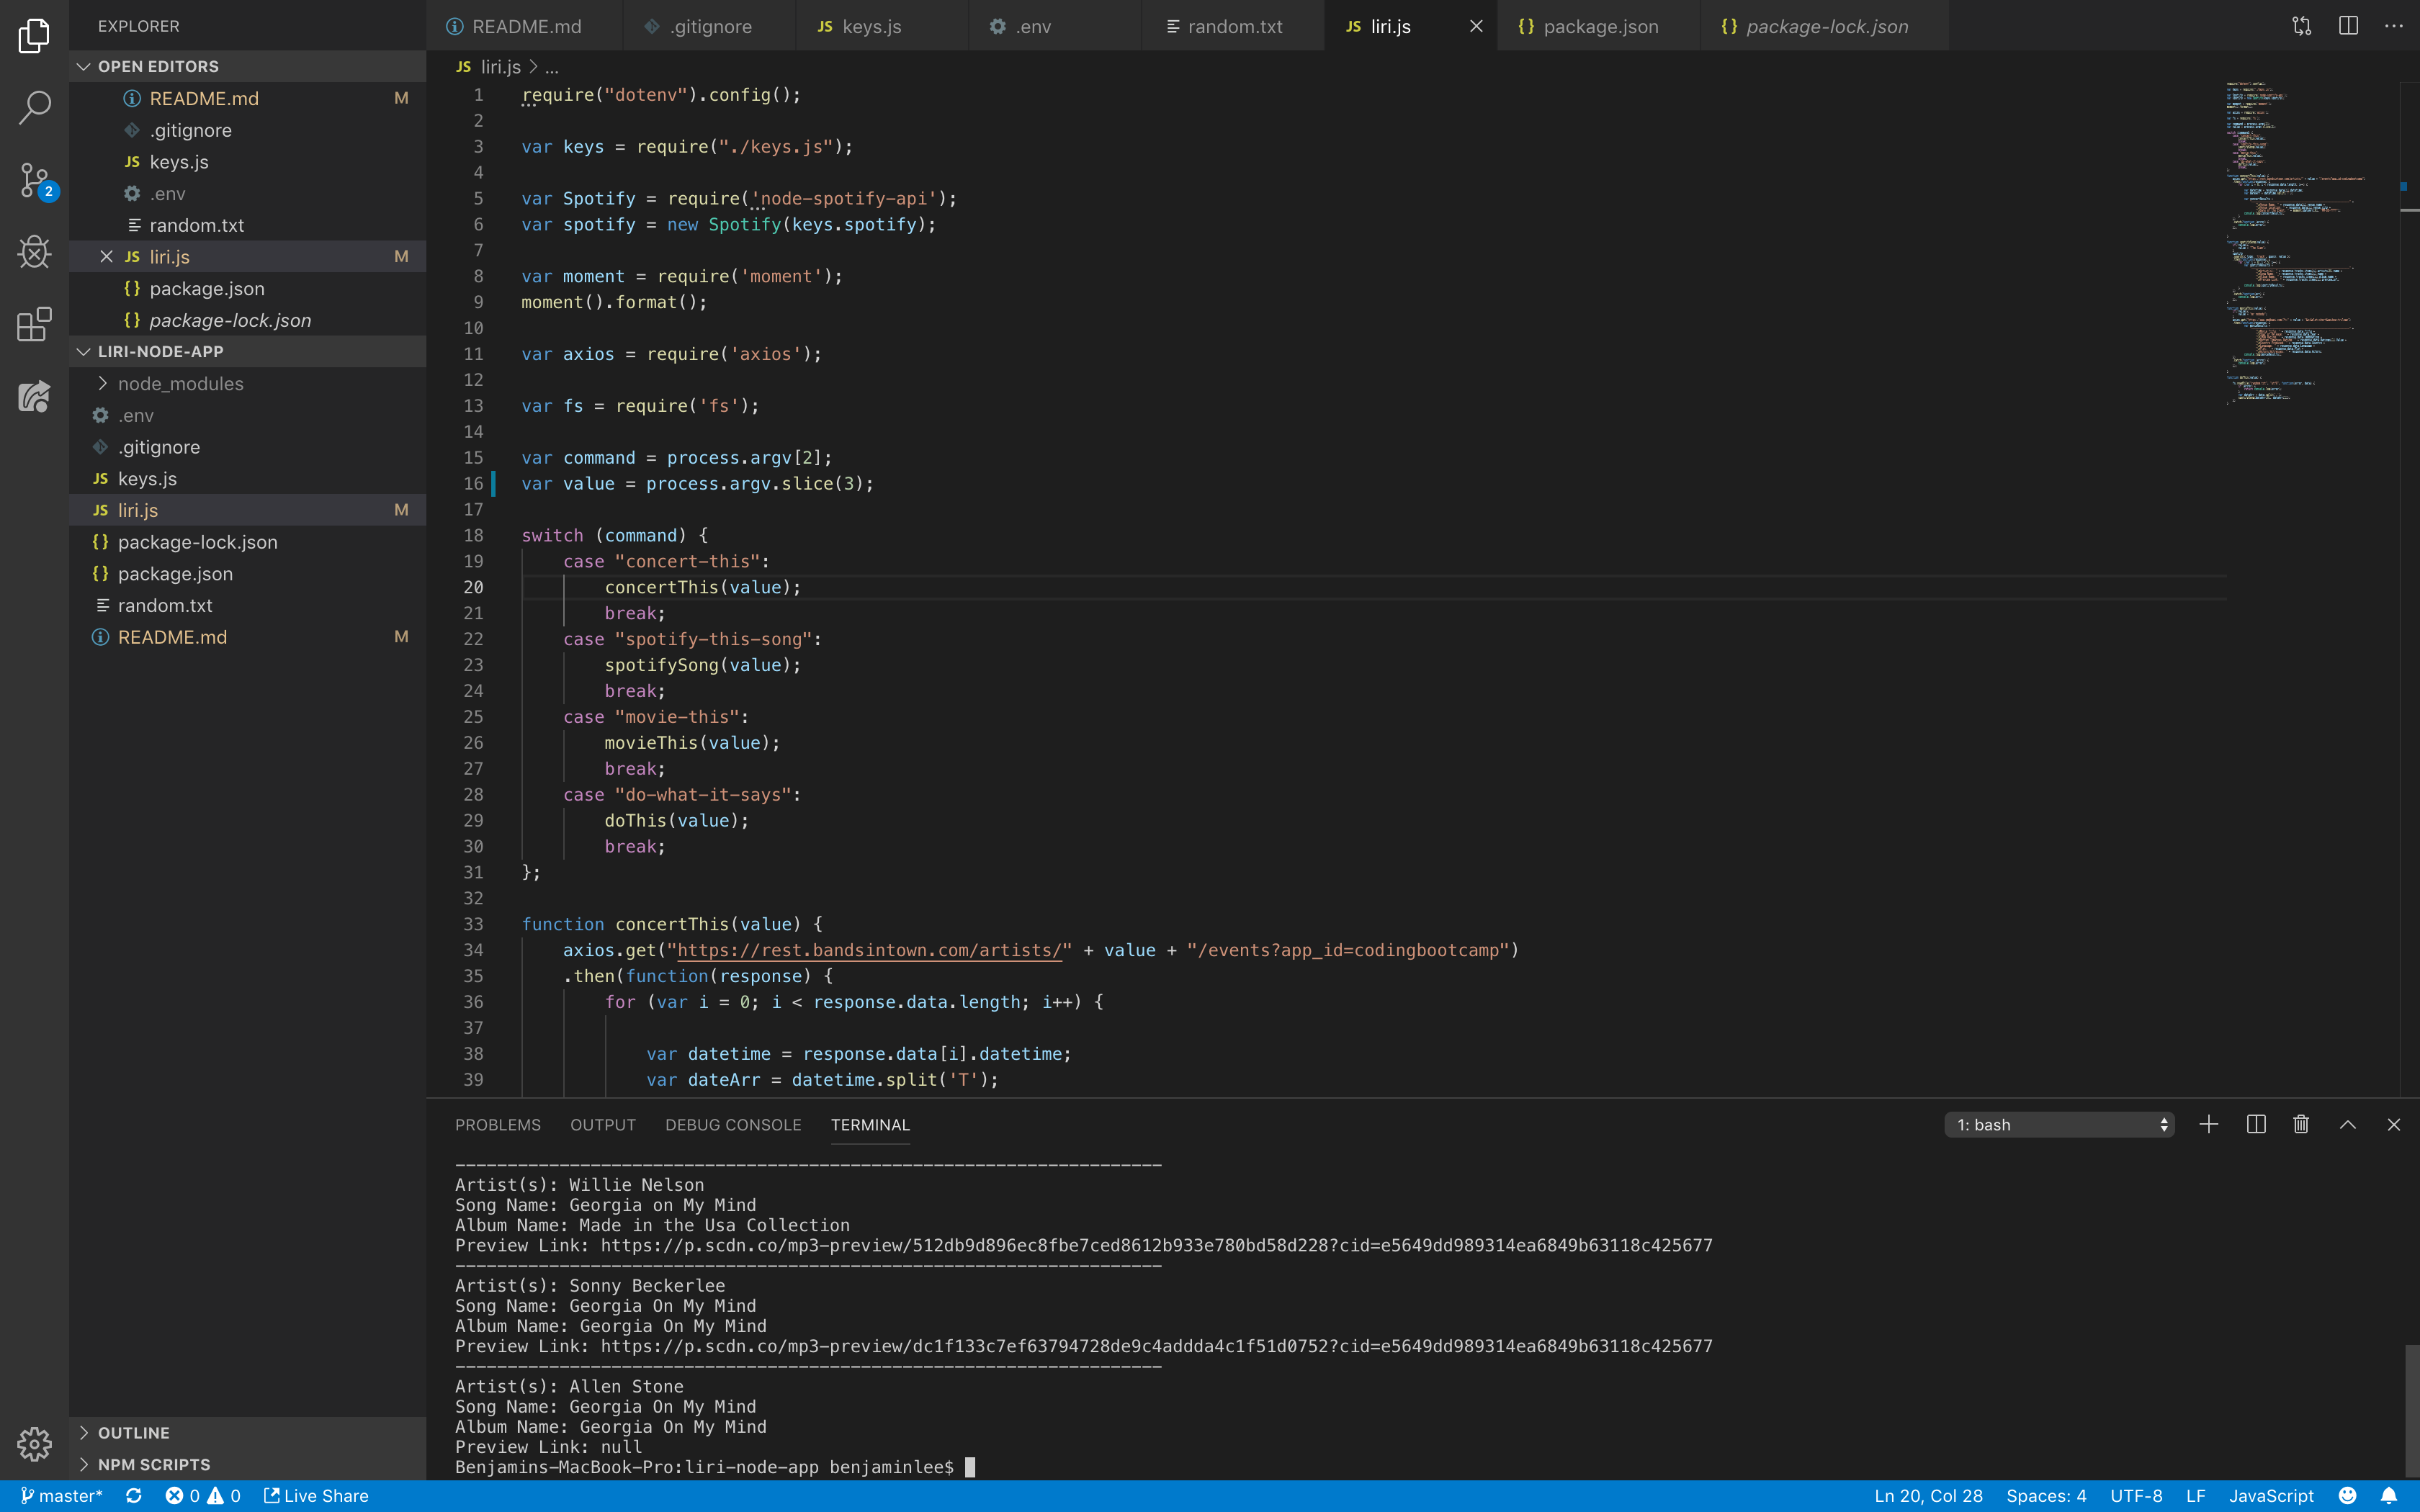 EXPLORER
OPEN EDITORS
README.md M
.gitignore
keys.js
.env
random.txt
liri.js M
package.json
package-lock.json
LIRI-NODE-APP
node_modules
.env
.gitignore
keys.js
liri.js M
package-lock.json
package.json
random.txt
README.md M
OUTLINE
NPM SCRIPTS
2
README.md .gitignore JS keys.js .env random.txt JS liri.js {} package.json {} package-lock.json
JS liri.js > ...
1 require("dotenv").config();
2
3 var keys = require("./keys.js");
4
5 var Spotify = require('node-spotify-api');
6 var spotify = new Spotify(keys.spotify);
7
8 var moment = require('moment');
9 moment().format();
10
11 var axios = require('axios');
12
13 var fs = require('fs');
14
15 var command = process.argv[2];
16 var value = process.argv.slice(3);
17
18 switch (command) {
19 case "concert-this":
20 concertThis(value);
21 break;
22 case "spotify-this-song":
23 spotifySong(value);
24 break;
25 case "movie-this":
26 movieThis(value);
27 break;
28 case "do-what-it-says":
29 doThis(value);
30 break;
31 };
32
33 function concertThis(value) {
34 axios.get("https://rest.bandsintown.com/artists/" + value + "/events?app_id=codingbootcamp")
35 .then(function(response) {
36 for (var i = 0; i < response.data.length; i++) {
37
38 var datetime = response.data[i].datetime;
39 var dateArr = datetime.split('T');
PROBLEMS OUTPUT DEBUG CONSOLE TERMINAL 1: bash
--------------------------------------------------------------------
Artist(s): Willie Nelson
Song Name: Georgia on My Mind
Album Name: Made in the Usa Collection
Preview Link: https://p.scdn.co/mp3-preview/512db9d896ec8fbe7ced8612b933e780bd58d228?cid=e5649dd989314ea6849b63118c425677
--------------------------------------------------------------------
Artist(s): Sonny Beckerlee
Song Name: Georgia On My Mind
Album Name: Georgia On My Mind
Preview Link: https://p.scdn.co/mp3-preview/dc1f133c7ef63794728de9c4addda4c1f51d0752?cid=e5649dd989314ea6849b63118c425677
--------------------------------------------------------------------
Artist(s): Allen Stone
Song Name: Georgia On My Mind
Album Name: Georgia On My Mind
Preview Link: null
Benjamins-MacBook-Pro:liri-node-app benjaminlee$
master* 0 0 Live Share Ln 20, Col 28 Spaces: 4 UTF-8 LF JavaScript